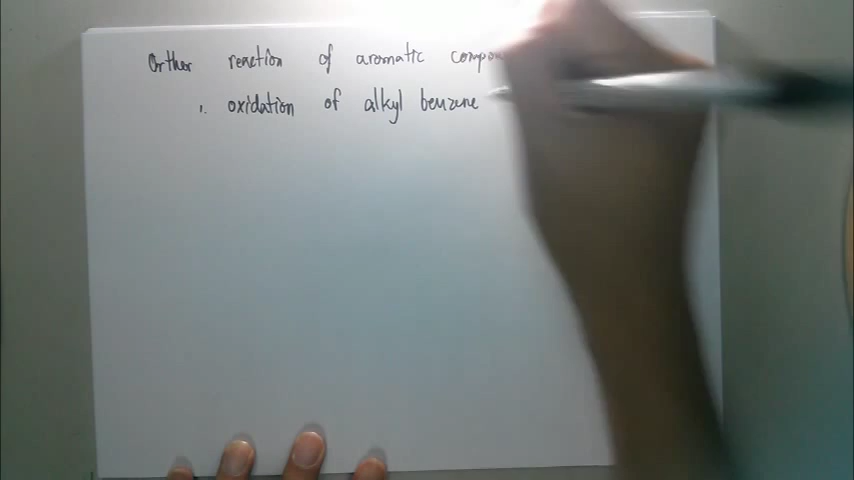 Orther reaction of aromatic
1. oxidation of alkyl benzene